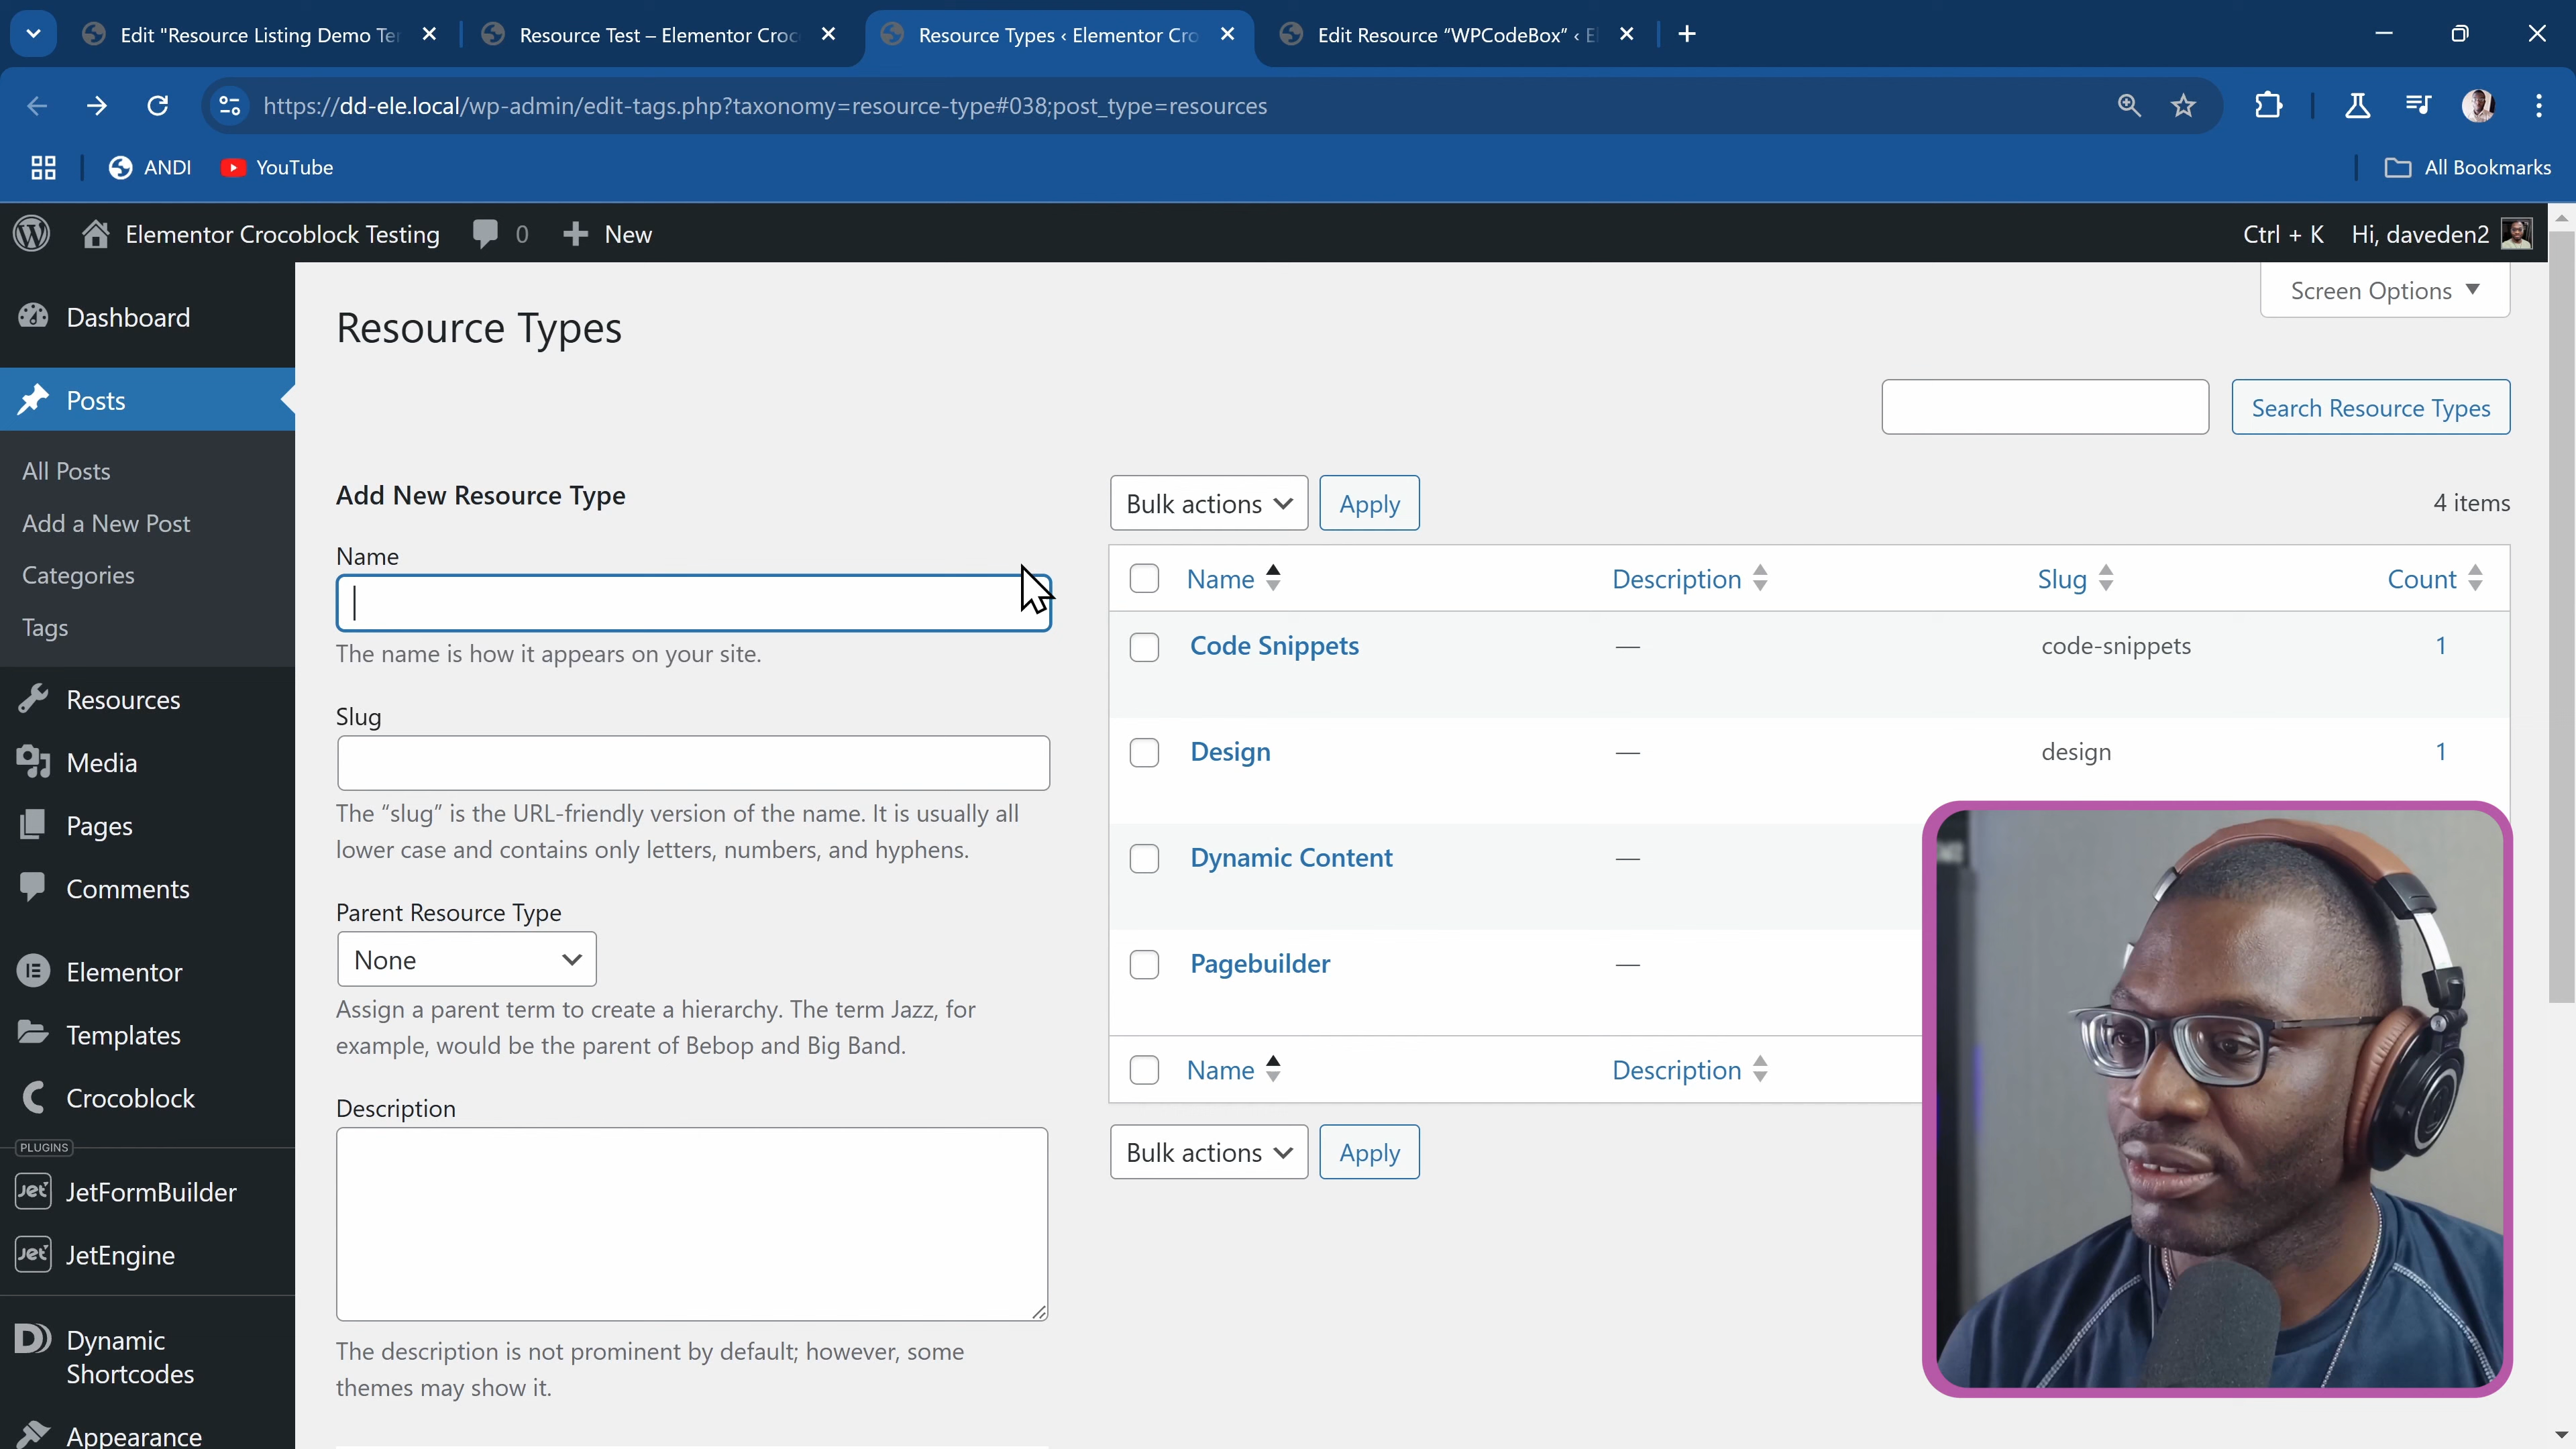 Edit "Resource Listing Demo Ter
Resource Test – Elementor Croc
Resource Types ‹ Elementor Cro
Edit Resource “WPCodeBox” ‹ El
https://dd-ele.local/wp-admin/edit-tags.php?taxonomy=resource-type#038;post_type=resources
ANDI
YouTube
All Bookmarks
Elementor Crocoblock Testing
0
New
Ctrl + K
Hi, daveden2
Dashboard
Posts
All Posts
Add a New Post
Categories
Tags
Resources
Media
Pages
Comments
Elementor
Templates
Crocoblock
PLUGINS
Jet JetFormBuilder
Jet JetEngine
Dynamic
Shortcodes
Appearance
Screen Options
Resource Types
Search Resource Types
Add New Resource Type
Name
The name is how it appears on your site.
Slug
The “slug” is the URL-friendly version of the name. It is usually all
lower case and contains only letters, numbers, and hyphens.
Parent Resource Type
None
Assign a parent term to create a hierarchy. The term Jazz, for
example, would be the parent of Bebop and Big Band.
Description
The description is not prominent by default; however, some
themes may show it.
Bulk actions
Apply
4 items
Name Description Slug Count
Code Snippets — code-snippets 1
Design — design 1
Dynamic Content —
Pagebuilder —
Name Description
Bulk actions
Apply